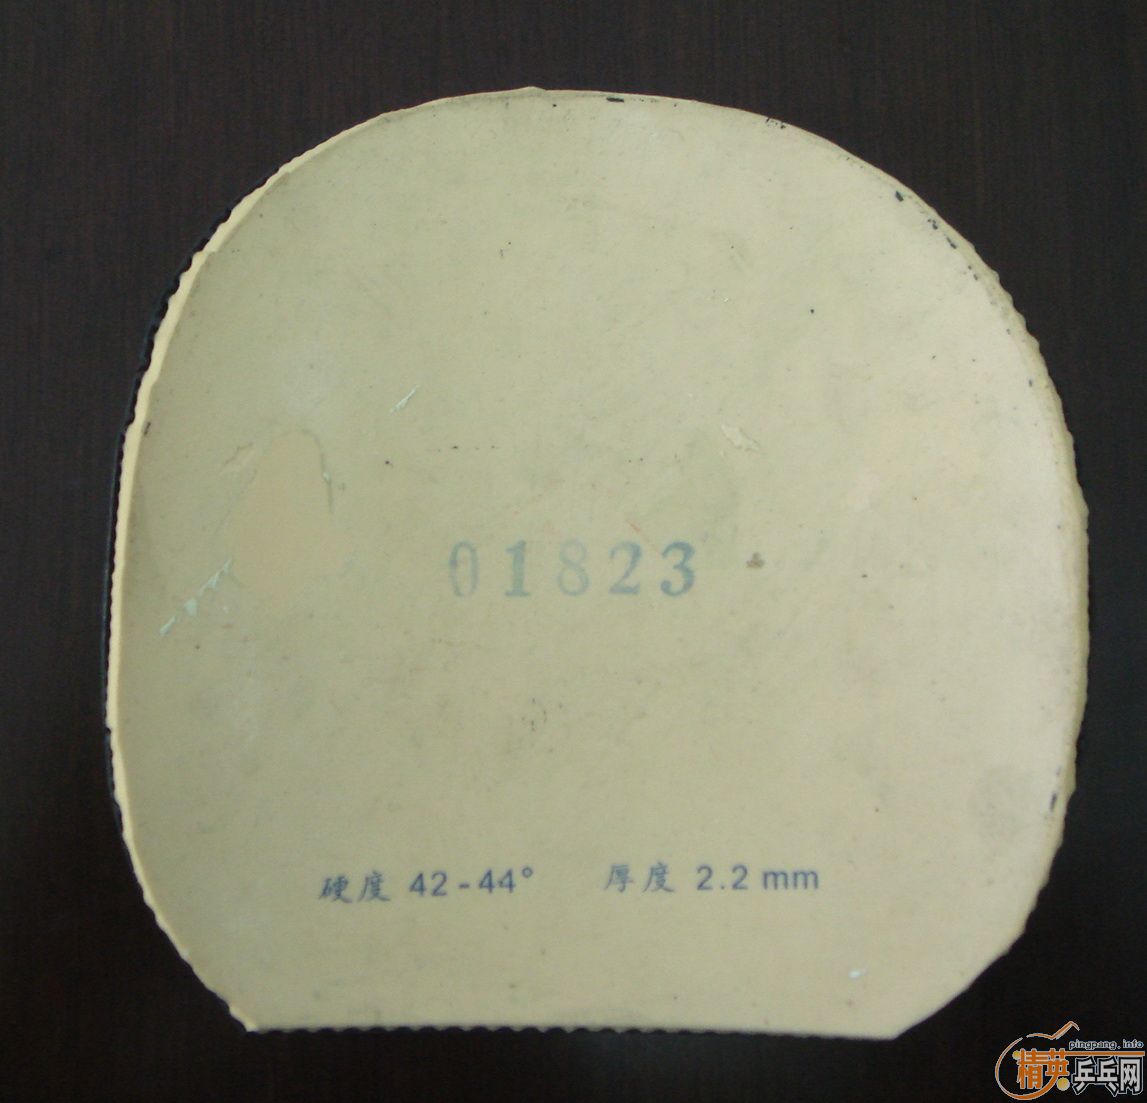 01823
硬度 42-44° 厚度 2.2 mm
pingpang.info
精英乒乓网